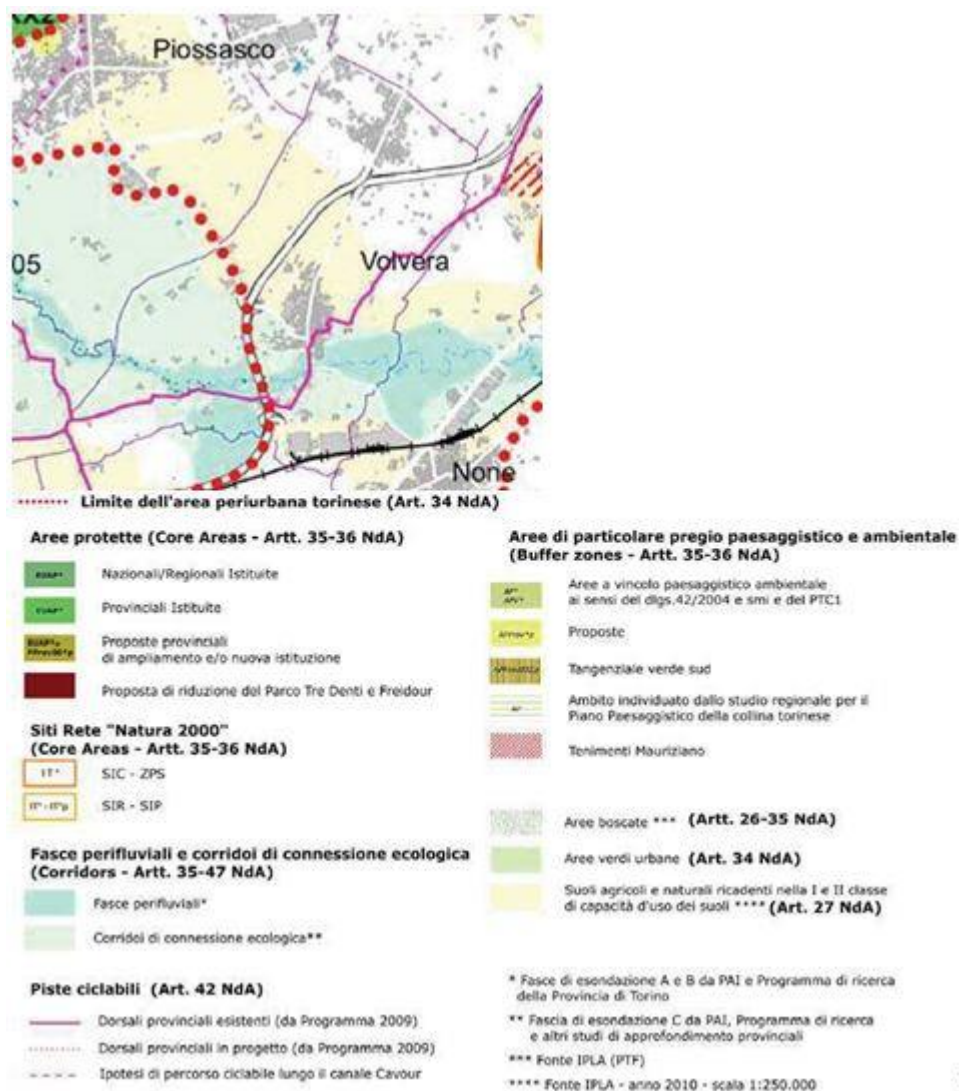 Piossasco
05
Volvera
None
Limite dell'area periurbana torinese (Art. 34 NdA)
Aree protette (Core Areas - Artt. 35-36 NdA)
Nazionali/Regionali Istituite
Provinciali Istituite
Proposte provinciali
di ampliamento e/o nuova istituzione
Proposta di riduzione del Parco Tre Denti e Freidour
Siti Rete "Natura 2000"
(Core Areas - Artt. 35-36 NdA)
IT*
SIC - ZPS
SIR - SIP
Fasce perifluviali e corridoi di connessione ecologica
(Corridors - Artt. 35-47 NdA)
Fasce perifluviali*
Corridoi di connessione ecologica**
Piste ciclabili (Art. 42 NdA)
Dorsali provinciali esistenti (da Programma 2009)
Dorsali provinciali in progetto (da Programma 2009)
Ipotesi di percorso ciclabile lungo il canale Cavour
Aree di particolare pregio paesaggistico e ambientale
(Buffer zones - Artt. 35-36 NdA)
Aree a vincolo paesaggistico ambientale
ai sensi del dlgs.42/2004 e smi e del PTC1
Proposte
Tangenziale verde sud
Ambito individuato dallo studio regionale per il
Piano Paesaggistico della collina torinese
Tenimenti Mauriziano
Aree boscate *** (Artt. 26-35 NdA)
Aree verdi urbane (Art. 34 NdA)
Suoli agricoli e naturali ricadenti nella I e II classe
di capacità d'uso dei suoli **** (Art. 27 NdA)
* Fasce di esondazione A e B da PAI e Programma di ricerca
della Provincia di Torino
** Fascia di esondazione C da PAI, Programma di ricerca
e altri studi di approfondimento provinciali
*** Fonte IPLA (PTF)
**** Fonte IPLA - anno 2010 - scala 1:250.000